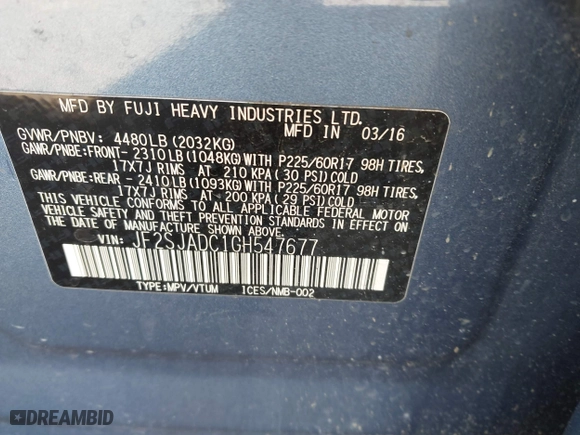 MFD BY FUJI HEAVY INDUSTRIES LTD.
MFD IN 03/16
GVWR/PNBV: 4480LB(2032KG)
GAWR/PNBE:FRONT- 2310LB(1048KG)WITH P225/60R17 98H TIRES,
17X7J RIMS AT 210 KPA( 30 PSI)COLD
GAWR/PNBE:REAR - 2410LB(1093KG)WITH P225/60R17 98H TIRES,
17X7J RIMS AT 200 KPA( 29 PSI)COLD
THIS VEHICLE CONFORMS TO ALL APPLICABLE FEDERAL MOTOR
VEHICLE SAFETY AND THEFT PREVENTION STANDARDS IN EFFECT ON
THE DATE OF MANUFACTURE SHOWN ABOVE.
VIN: JF2SJADC1GH547677
TYPE:MPV/VTUM ICES/NMB-002
DREAMBID